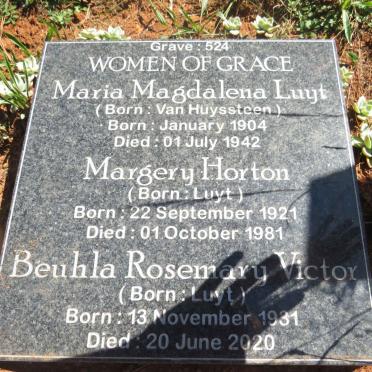 Grave : 524
WOMEN OF GRACE
Maria Magdalena Luyt
( Born : Van Huyssteen )
Born : January 1904
Died : 01 July 1942
Margery Horton
( Born : Luyt )
Born : 22 September 1921
Died : 01 October 1981
Beuhla Rosemary Victor
( Born : Luyt )
Born : 13 November 1931
Died : 20 June 2020